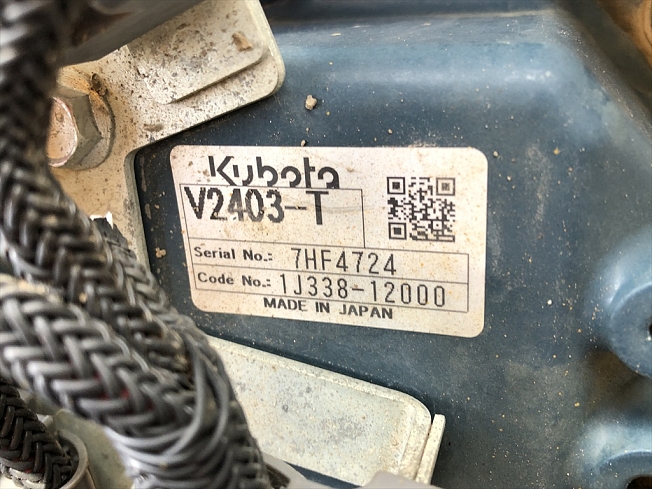 Kubota
V2403-T
Serial No.: 7HF4724
Code No.: 1J338-12000
MADE IN JAPAN